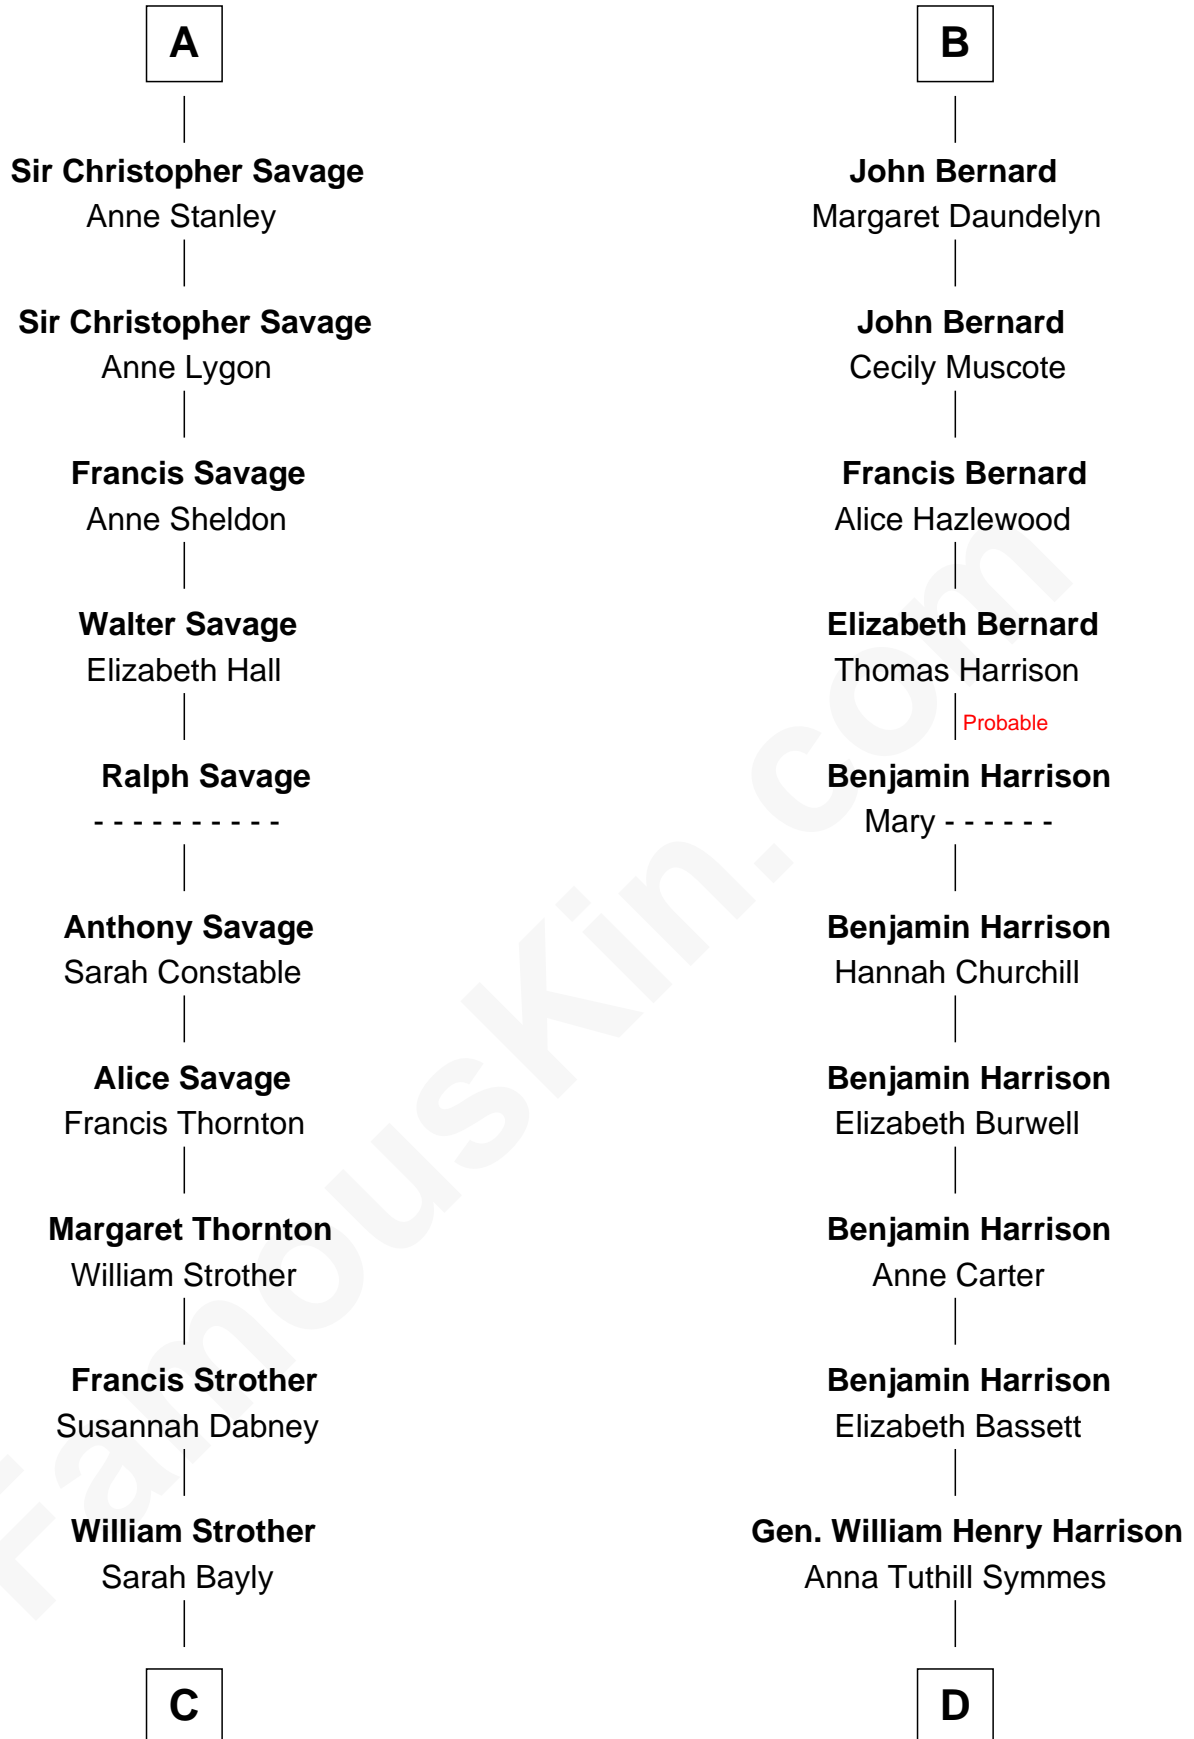 A
Sir Christopher Savage
Anne Stanley
Sir Christopher Savage
Anne Lygon
Francis Savage
Anne Sheldon
Walter Savage
Elizabeth Hall
Ralph Savage
- - - - - - - - - -
Anthony Savage
Sarah Constable
Alice Savage
Francis Thornton
Margaret Thornton
William Strother
Francis Strother
Susannah Dabney
William Strother
Sarah Bayly
C
B
John Bernard
Margaret Daundelyn
John Bernard
Cecily Muscote
Francis Bernard
Alice Hazlewood
Elizabeth Bernard
Thomas Harrison
Probable
Benjamin Harrison
Mary - - - - - -
Benjamin Harrison
Hannah Churchill
Benjamin Harrison
Elizabeth Burwell
Benjamin Harrison
Anne Carter
Benjamin Harrison
Elizabeth Bassett
Gen. William Henry Harrison
Anna Tuthill Symmes
D
FamousKin.com